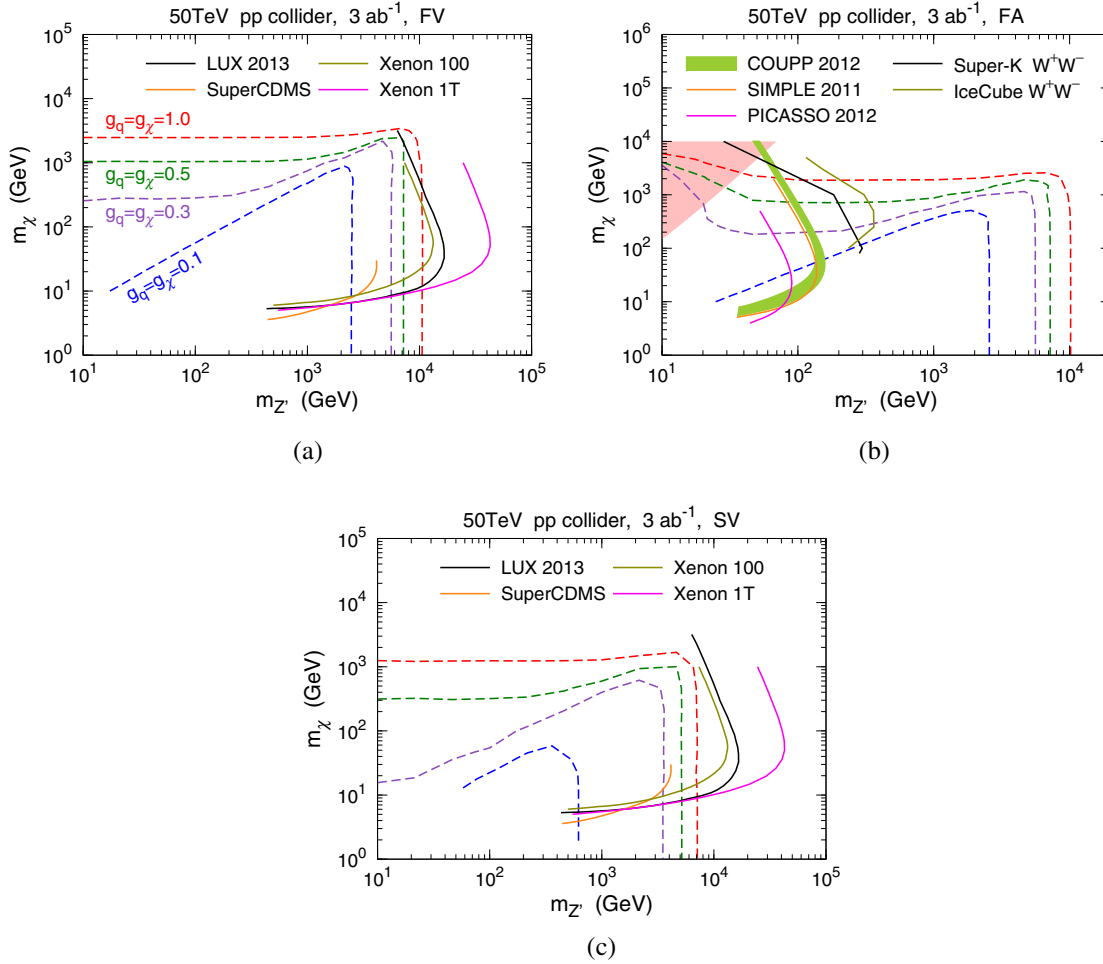 50TeV pp collider, 3 ab⁻¹, FV
10⁵
10⁴
10³
10²
10¹
10⁰
mχ (GeV)
LUX 2013
SuperCDMS
Xenon 100
Xenon 1T
g_q=g_χ=1.0
g_q=g_χ=0.5
g_q=g_χ=0.3
g_q=g_χ=0.1
10¹ 10² 10³ 10⁴ 10⁵
m_Z' (GeV)
(a)
50TeV pp collider, 3 ab⁻¹, FA
10⁶
10⁵
10⁴
10³
10²
10¹
10⁰
mχ (GeV)
COUPP 2012
SIMPLE 2011
PICASSO 2012
Super-K W⁺W⁻
IceCube W⁺W⁻
10¹ 10² 10³ 10⁴
m_Z' (GeV)
(b)
50TeV pp collider, 3 ab⁻¹, SV
10⁵
10⁴
10³
10²
10¹
10⁰
mχ (GeV)
LUX 2013
SuperCDMS
Xenon 100
Xenon 1T
10¹ 10² 10³ 10⁴ 10⁵
m_Z' (GeV)
(c)